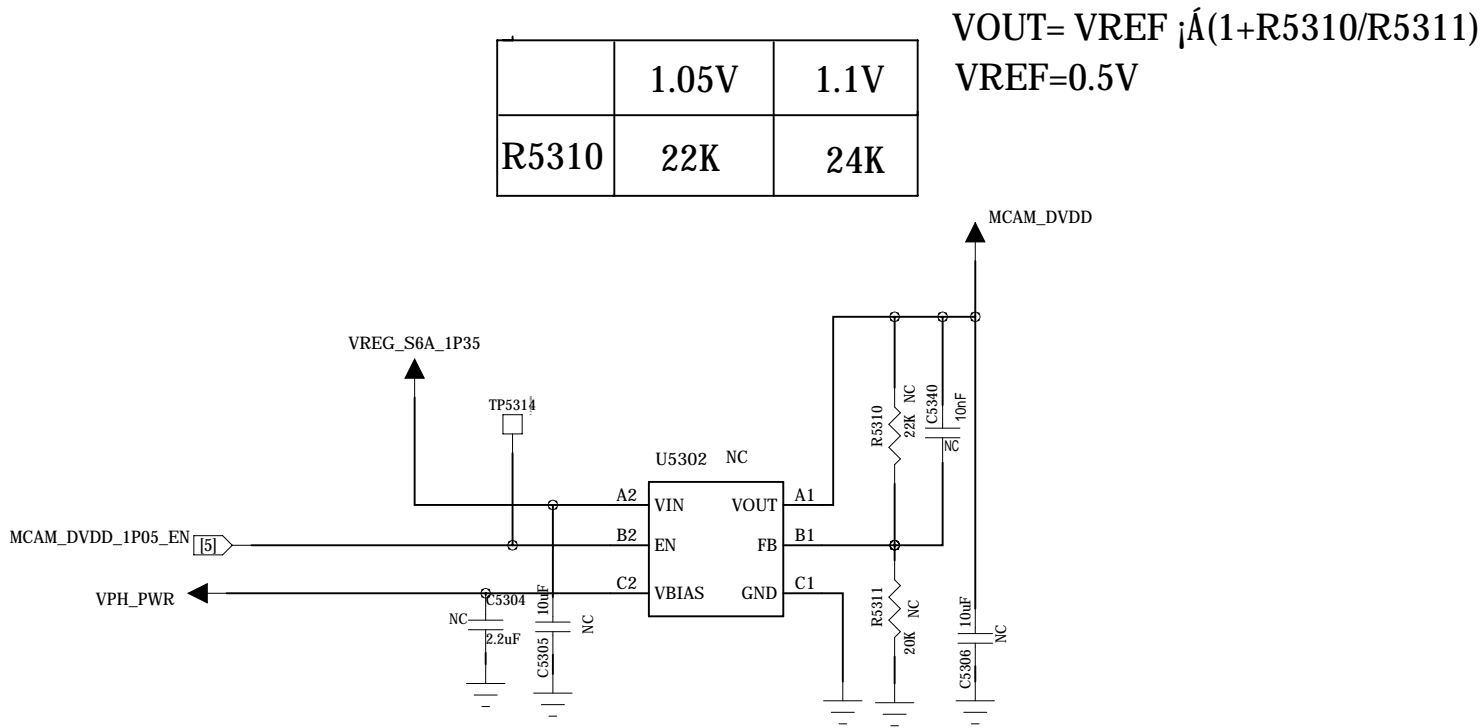 VOUT= VREF ¡Á(1+R5310/R5311)
VREF=0.5V
1.05V 1.1V
R5310 22K 24K
MCAM_DVDD
VREG_S6A_1P35
TP5314
R5310
22K NC
C5340
10nF
NC
U5302 NC
A2 VIN VOUT A1
MCAM_DVDD_1P05_EN [5] B2 EN FB B1
VPH_PWR C2 VBIAS GND C1
C5304
NC
2.2uF
C5305 10uF
NC
R5311
20K NC
C5306 10uF
NC